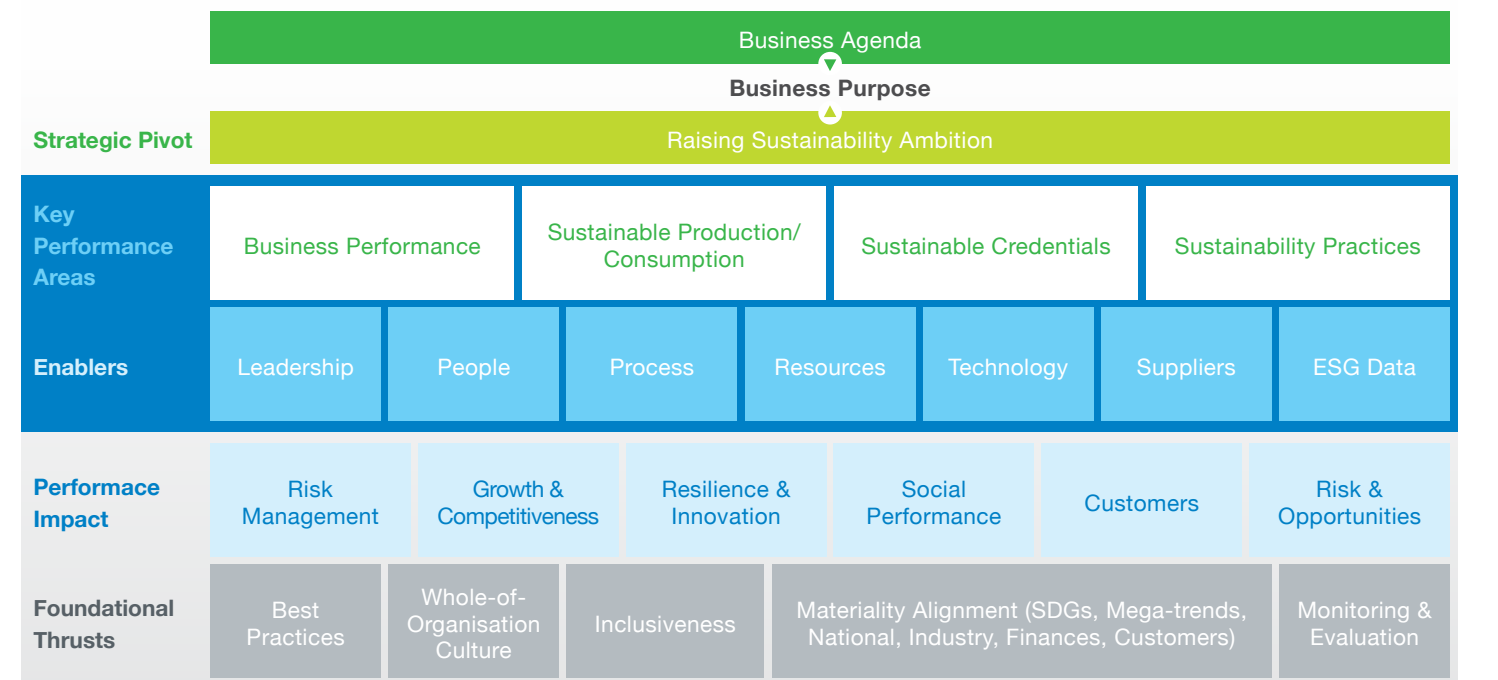 Business Agenda
Business Purpose
Strategic Pivot
Raising Sustainability Ambition
Key
Performance
Areas
Business Performance
Sustainable Production/
Consumption
Sustainable Credentials
Sustainability Practices
Enablers
Leadership
People
Process
Resources
Technology
Suppliers
ESG Data
Performace
Impact
Risk
Management
Growth &
Competitiveness
Resilience &
Innovation
Social
Performance
Customers
Risk &
Opportunities
Foundational
Thrusts
Best
Practices
Whole-of-
Organisation
Culture
Inclusiveness
Materiality Alignment (SDGs, Mega-trends,
National, Industry, Finances, Customers)
Monitoring &
Evaluation